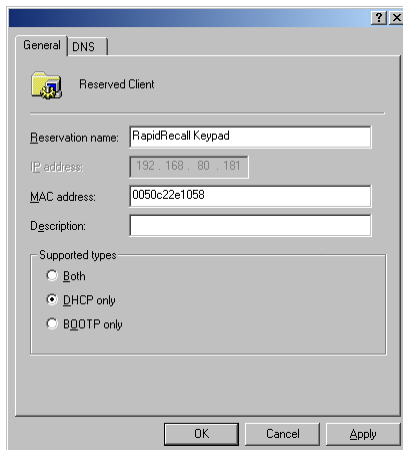 General DNS
Reserved Client
Reservation name: RapidRecall Keypad
IP address: 192 . 168 . 80 . 181
MAC address: 0050c22e1058
Description:
Supported types
Both
DHCP only
BOOTP only
OK Cancel Apply